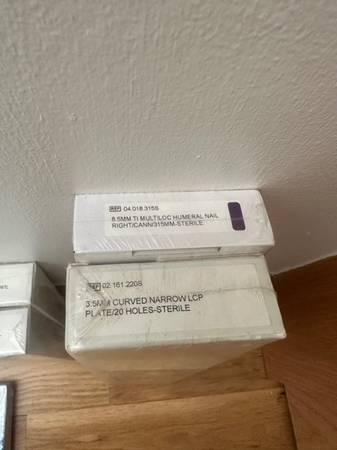 REF 04.018.315S
8.5MM TI MULTILOC HUMERAL NAIL
RIGHT/CANN/315MM-STERILE
REF 02.161.220S
3.5MM CURVED NARROW LCP
PLATE/20 HOLES-STERILE